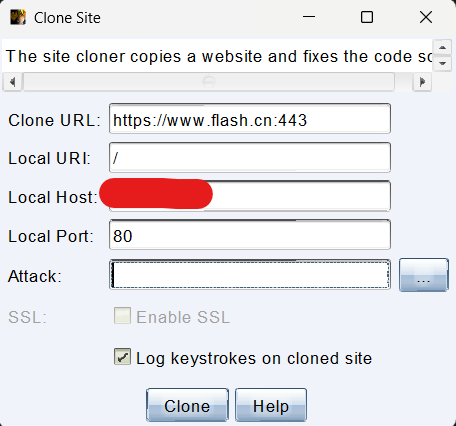 Clone Site
The site cloner copies a website and fixes the code so
Clone URL: https://www.flash.cn:443
Local URI: /
Local Host:
Local Port: 80
Attack: ...
SSL: Enable SSL
Log keystrokes on cloned site
Clone Help